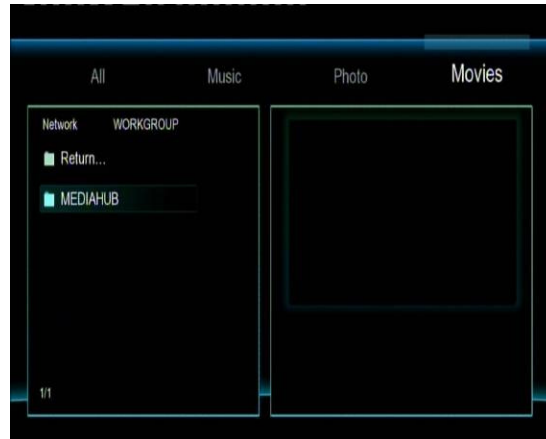 All Music Photo Movies
Network WORKGROUP
Return...
MEDIAHUB
1/1